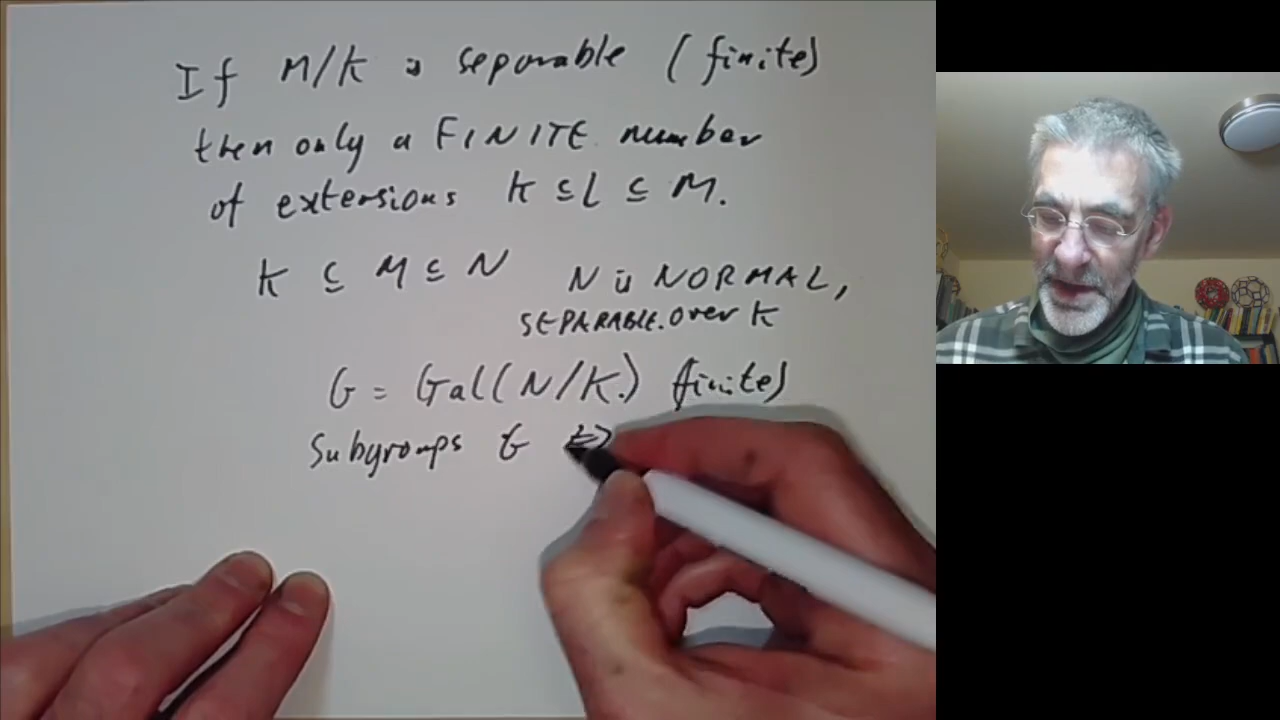 If M/K is separable (finite)
then only a FINITE number
of extensions K ⊆ L ⊆ M.
K ⊆ M ⊆ N N is NORMAL,
SEPARABLE over K
G = Gal(N/K) finite)
Subgroups G ⇔